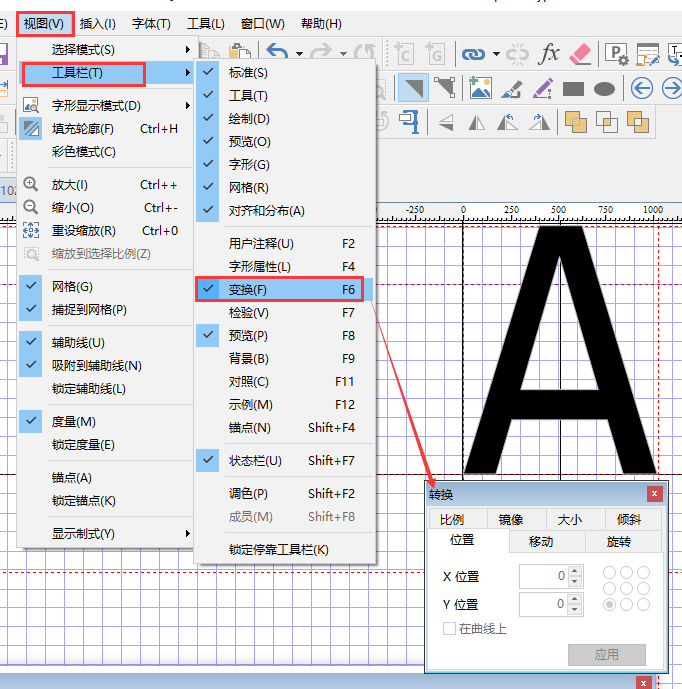 E) 视图(V) 插入(I) 字体(T) 工具(L) 窗口(W) 帮助(H)
选择模式(S)
工具栏(T)
字形显示模式(D)
填充轮廓(F) Ctrl+H
彩色模式(C)
放大(I) Ctrl++
缩小(O) Ctrl+-
重设缩放(R) Ctrl+0
缩放到选择比例(Z)
网格(G)
捕捉到网格(P)
辅助线(U)
吸附到辅助线(N)
锁定辅助线(L)
度量(M)
锁定度量(E)
锚点(A)
锁定锚点(K)
显示制式(Y)
标准(S)
工具(T)
绘制(D)
预览(O)
字形(G)
网格(R)
对齐和分布(A)
用户注释(U) F2
字形属性(L) F4
变换(F) F6
检验(V) F7
预览(P) F8
背景(B) F9
对照(C) F11
示例(M) F12
锚点(N) Shift+F4
状态栏(U) Shift+F7
调色(P) Shift+F2
成员(M) Shift+F8
锁定停靠工具栏(K)
C G fx P
102
-250 0 250 500 750 1000
A
转换 x
比例 镜像 大小 倾斜
位置 移动 旋转
X 位置 0
Y 位置 0
在曲线上
应用
x